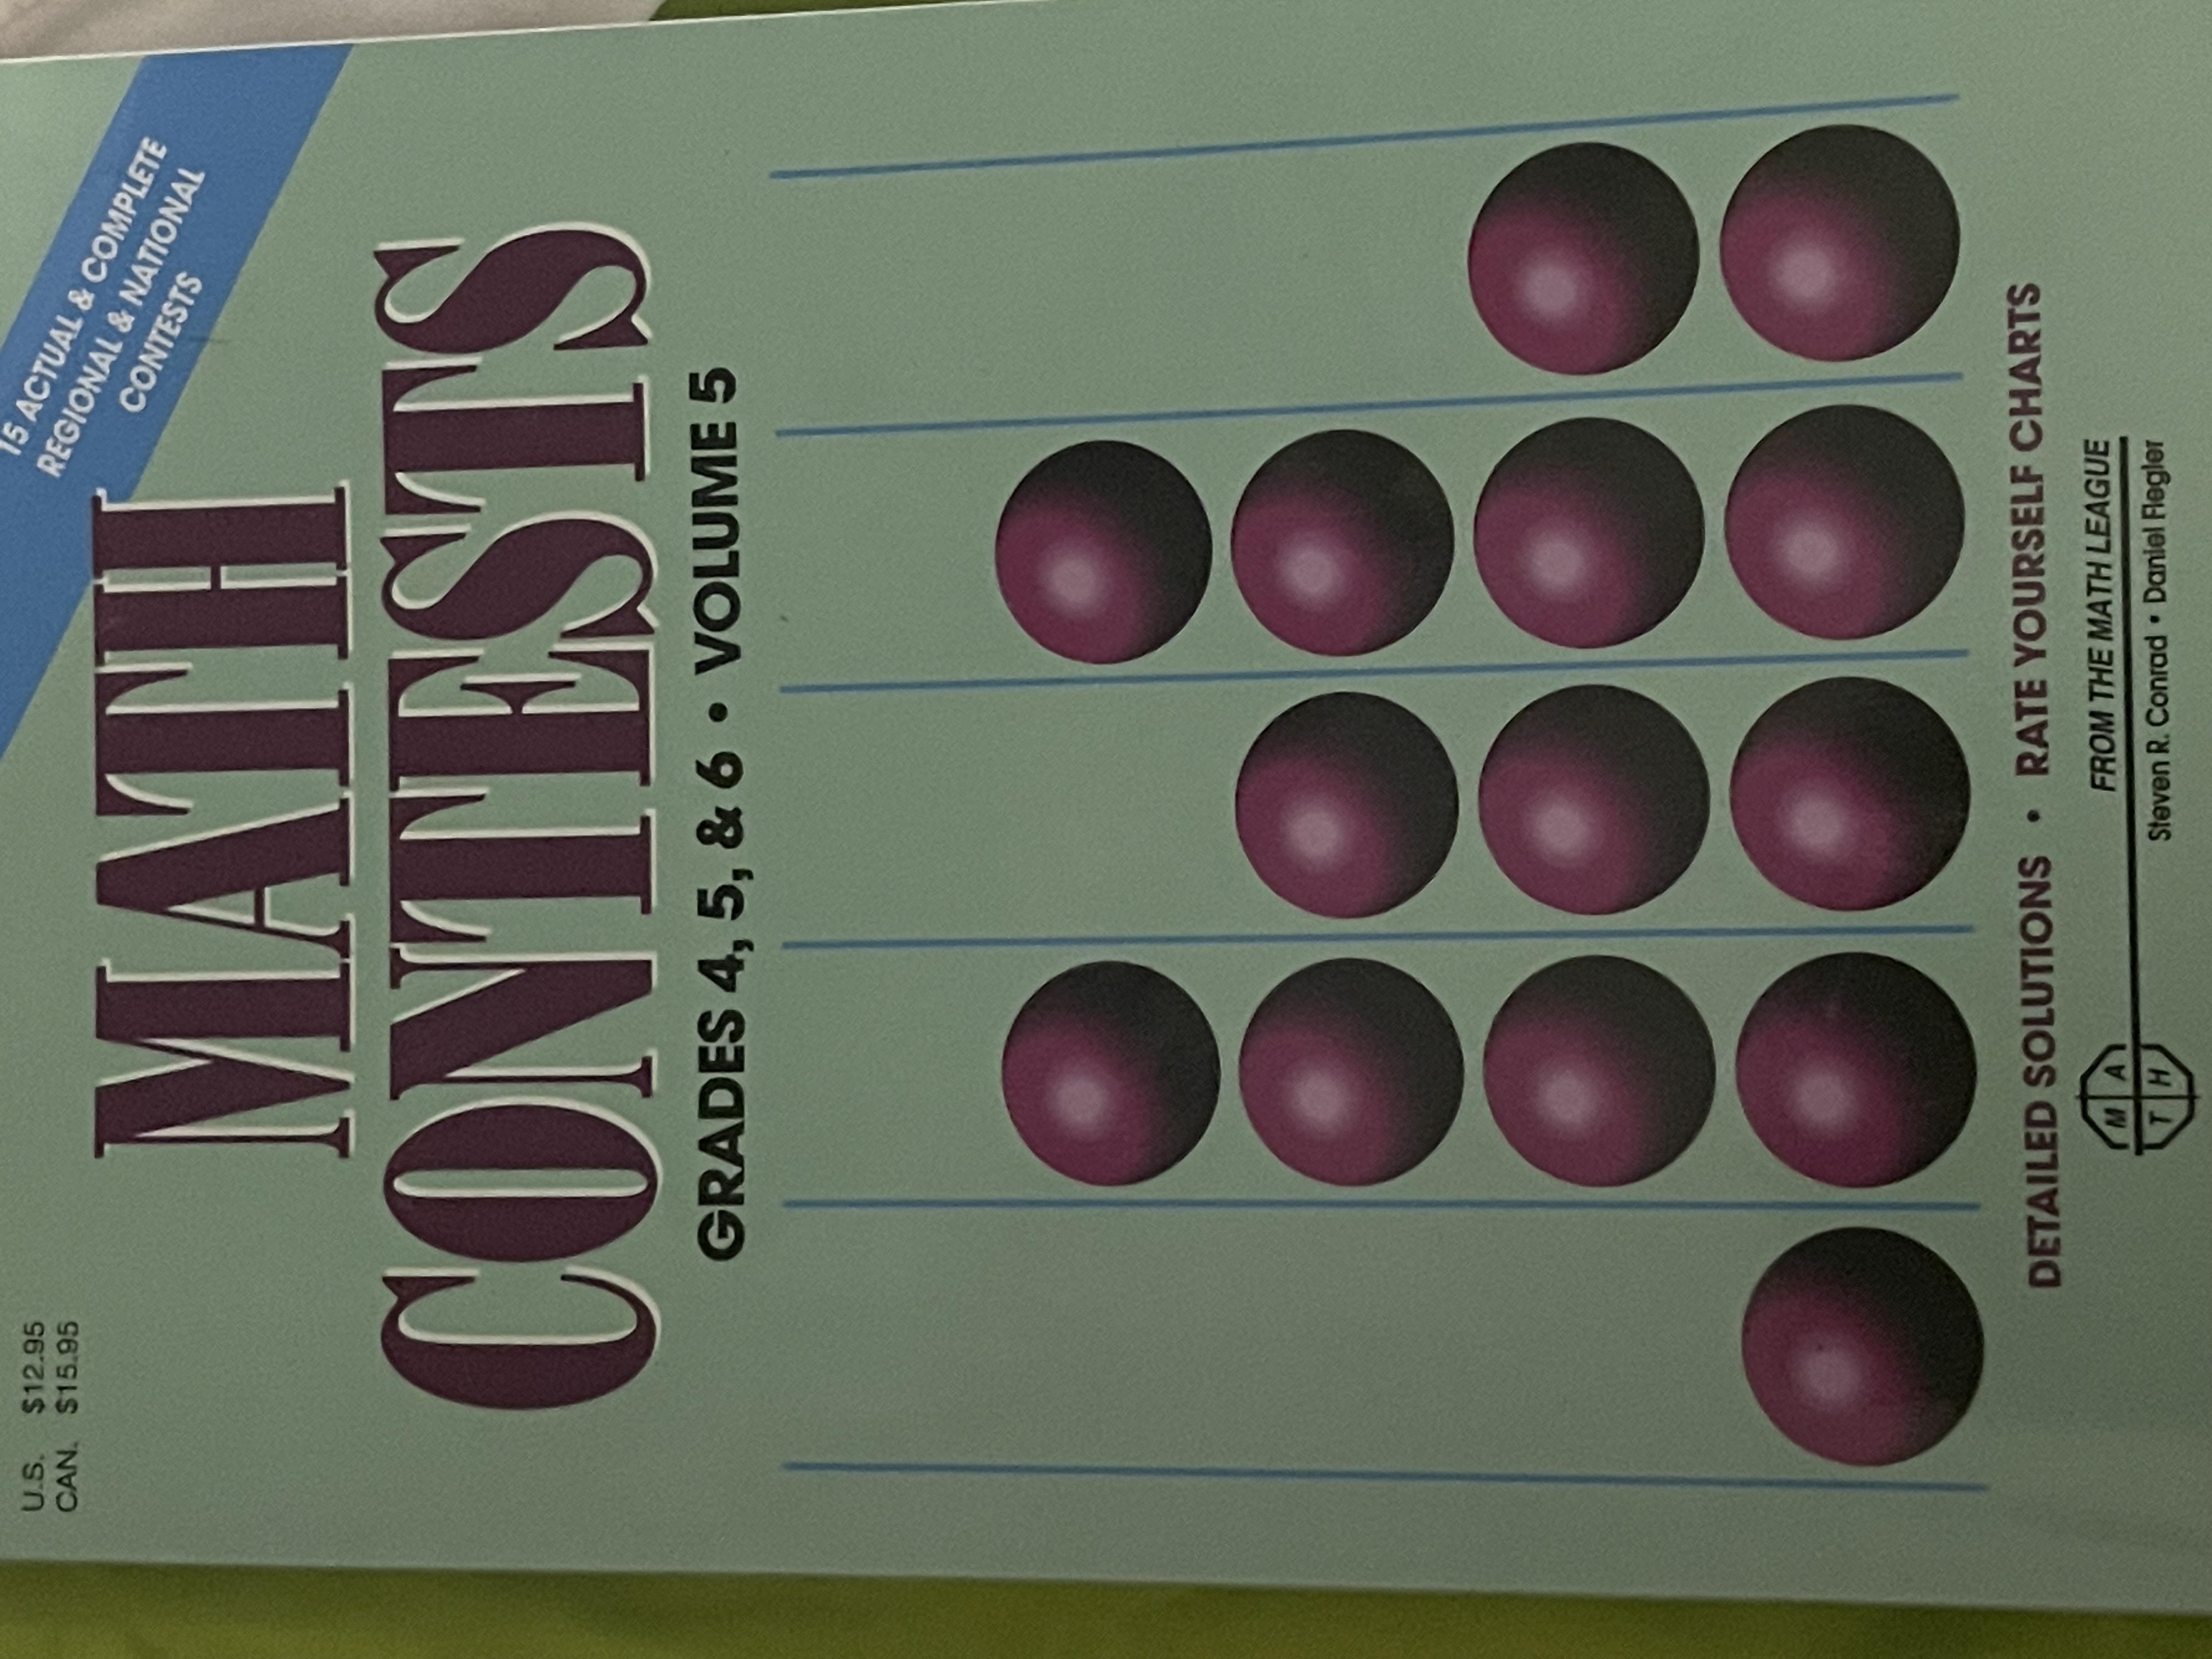 U.S. $12.95
CAN. $15.95
15 ACTUAL & COMPLETE
REGIONAL & NATIONAL
CONTESTS
MATH
CONTESTS
GRADES 4, 5, & 6 • VOLUME 5
DETAILED SOLUTIONS • RATE YOURSELF CHARTS
M A
T H
FROM THE MATH LEAGUE
Steven R. Conrad • Daniel Flegler